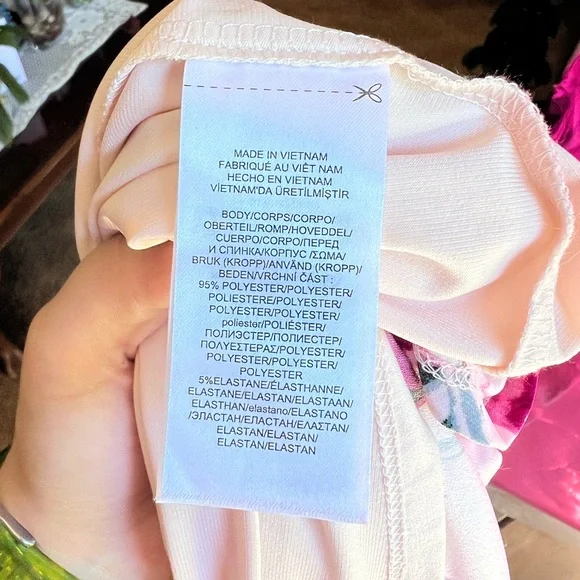 MADE IN VIETNAM
FABRIQUÉ AU VIÊT NAM
HECHO EN VIETNAM
VİETNAM'DA ÜRETİLMİŞTİR
BODY/CORPS/CORPO/
OBERTEIL/ROMP/HOVEDDEL/
CUERPO/CORPO/ПЕРЕД
И СПИНКА/КОРПУС /ΣΩΜΑ/
BRUK (KROPP)/ANVÄND (KROPP)/
BEDEN/VRCHNÍ ČÁST :
95% POLYESTER/POLYESTER/
POLIESTERE/POLYESTER/
POLYESTER/POLYESTER/
poliester/POLIÉSTER/
ПОЛИЭСТЕР/ПОЛИЕСТЕР/
ΠΟΛΥΕΣΤΕΡΑΣ/POLYESTER/
POLYESTER/POLYESTER/
POLYESTER
5%ELASTANE/ÉLASTHANNE/
ELASTANE/ELASTAN/ELASTAAN/
ELASTHAN/elastano/ELASTANO
/ЭЛАСТАН/ЕЛАСТАН/ΕΛΑΣΤΑΝ/
ELASTAN/ELASTAN/
ELASTAN/ELASTAN